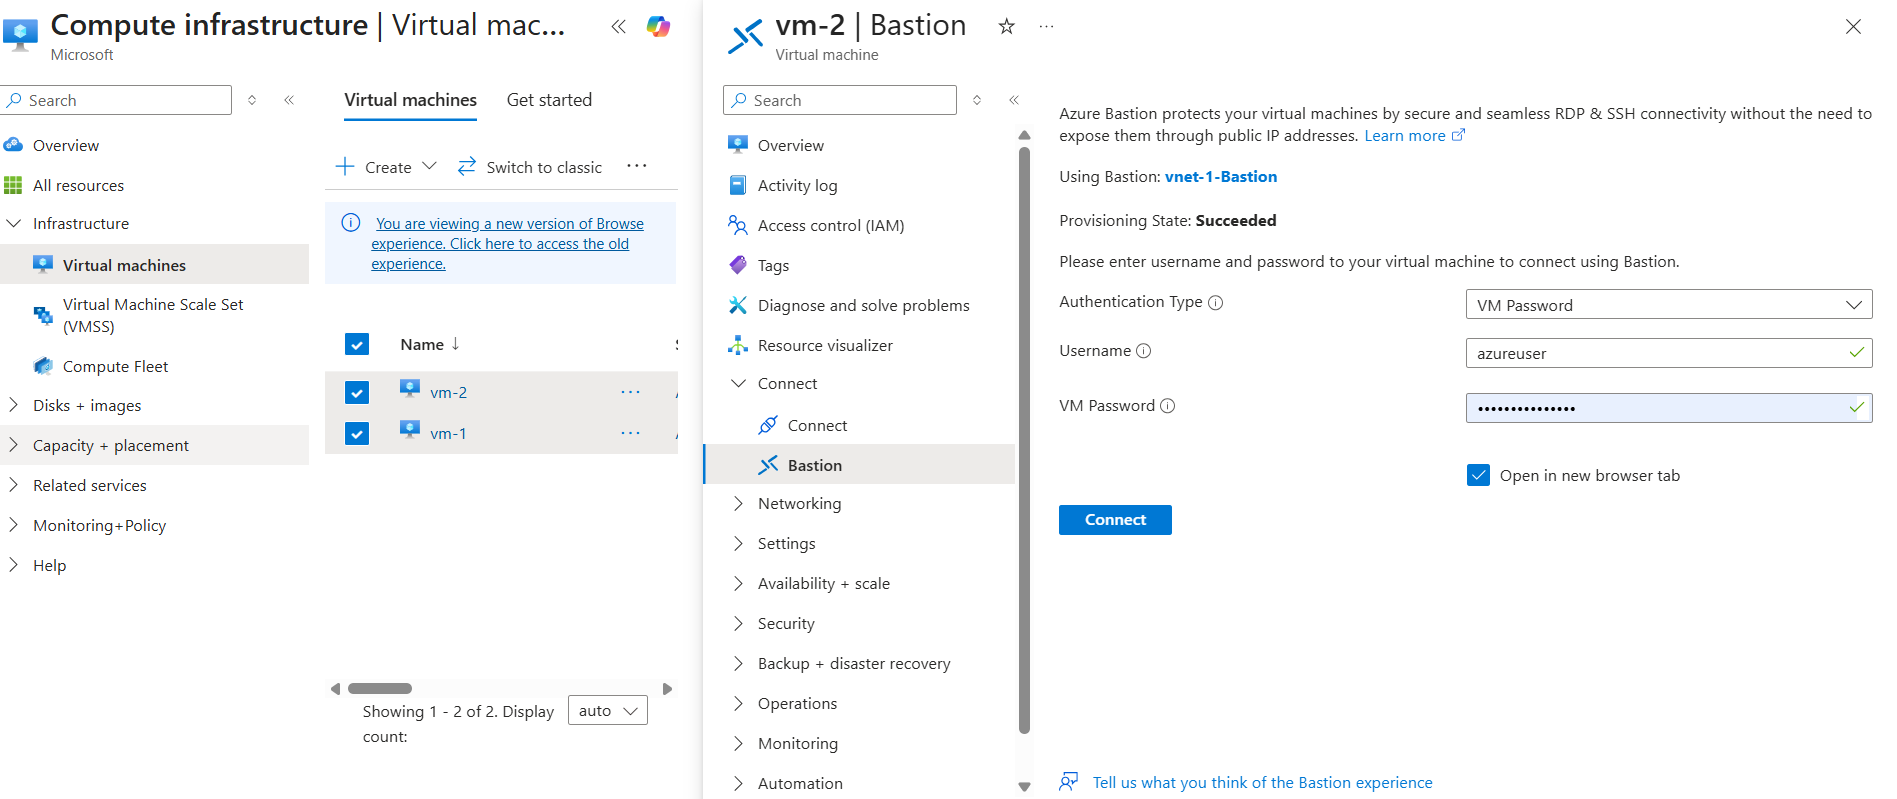 Compute infrastructure | Virtual mac...
Microsoft
Search
Overview
All resources
Infrastructure
Virtual machines
Virtual Machine Scale Set
(VMSS)
Compute Fleet
Disks + images
Capacity + placement
Related services
Monitoring+Policy
Help
Virtual machines
Get started
Create
Switch to classic
You are viewing a new version of Browse
experience. Click here to access the old
experience.
Name
vm-2
vm-1
Showing 1 - 2 of 2. Display
count:
auto
vm-2 | Bastion
Virtual machine
Search
Overview
Activity log
Access control (IAM)
Tags
Diagnose and solve problems
Resource visualizer
Connect
Connect
Bastion
Networking
Settings
Availability + scale
Security
Backup + disaster recovery
Operations
Monitoring
Automation
Azure Bastion protects your virtual machines by secure and seamless RDP & SSH connectivity without the need to
expose them through public IP addresses. Learn more
Using Bastion: vnet-1-Bastion
Provisioning State: Succeeded
Please enter username and password to your virtual machine to connect using Bastion.
Authentication Type
VM Password
Username
azureuser
VM Password
•••••••••••••••
Open in new browser tab
Connect
Tell us what you think of the Bastion experience